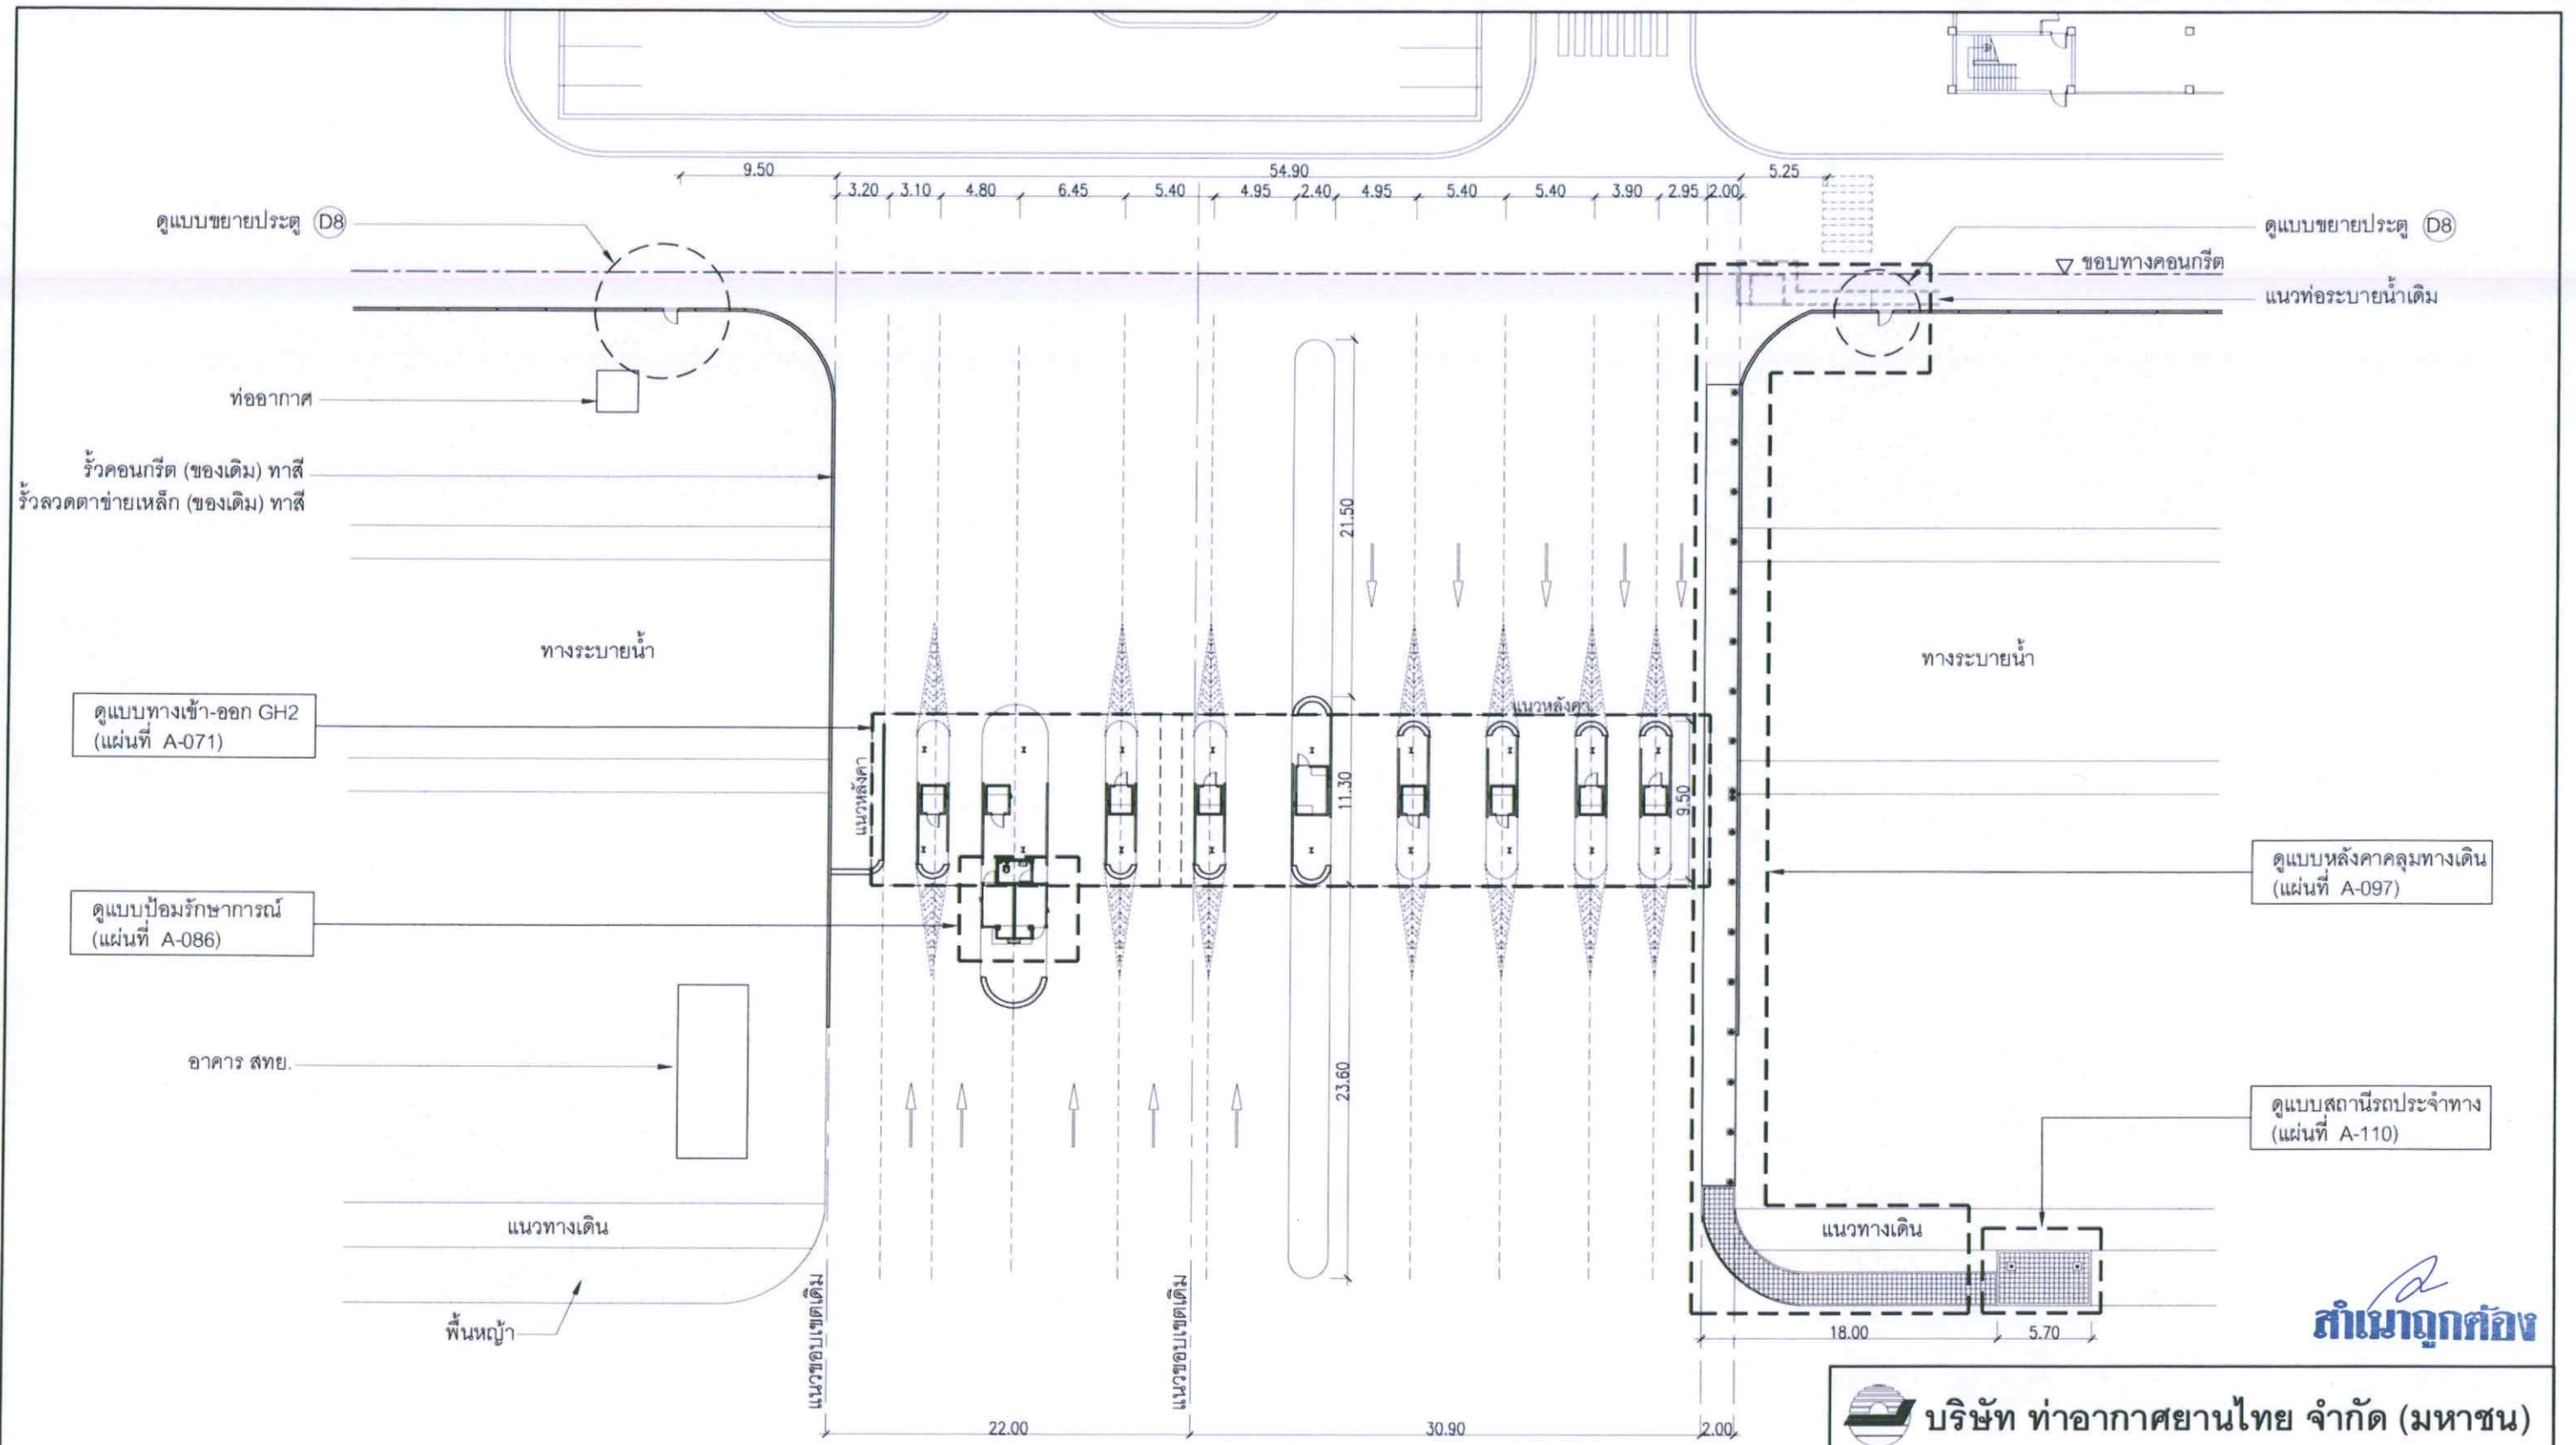 9.50
54.90
5.25
3.20 3.10 4.80 6.45 5.40 4.95 2.40 4.95 5.40 5.40 3.90 2.95 2.00
ดูแบบขยายประตู D8
ดูแบบขยายประตู D8
ขอบทางคอนกรีต
แนวท่อระบายน้ำเดิม
ท่ออากาศ
รั้วคอนกรีต (ของเดิม) ทาสี
รั้วลวดตาข่ายเหล็ก (ของเดิม) ทาสี
21.50
ทางระบายน้ำ
ทางระบายน้ำ
ดูแบบทางเข้า-ออก GH2
(แผ่นที่ A-071)
แนวหลังคา
แนวหลังคา
11.30
9.50
ดูแบบหลังคาคลุมทางเดิน
(แผ่นที่ A-097)
ดูแบบป้อมรักษาการณ์
(แผ่นที่ A-086)
อาคาร สทย.
23.60
ดูแบบสถานีรถประจำทาง
(แผ่นที่ A-110)
แนวทางเดิน
แนวทางเดิน
พื้นหญ้า
แนวขอบเขตเดิม
แนวขอบเขตเดิม
18.00
5.70
สำเนาถูกต้อง
22.00
30.90
2.00
บริษัท ท่าอากาศยานไทย จำกัด (มหาชน)